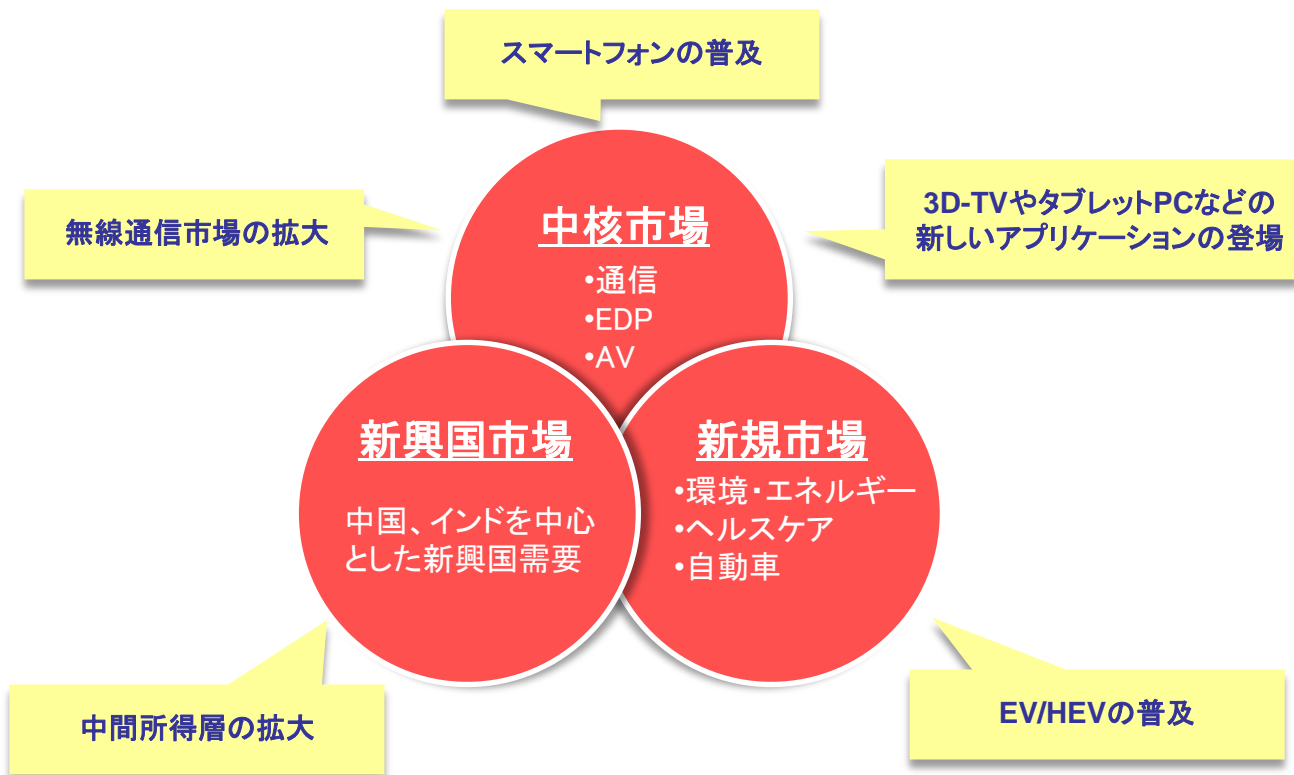 スマートフォンの普及
無線通信市場の拡大
3D-TVやタブレットPCなどの
新しいアプリケーションの登場
中核市場
•通信
•EDP
•AV
新興国市場
中国、インドを中心
とした新興国需要
新規市場
•環境・エネルギー
•ヘルスケア
•自動車
中間所得層の拡大
EV/HEVの普及